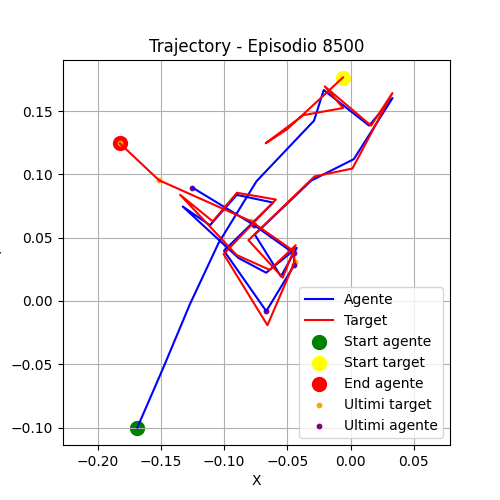 Trajectory - Episodio 8500
0.15
0.10
0.05
0.00
−0.05
−0.10
−0.20
−0.15
−0.10
−0.05
0.00
0.05
X
Agente
Target
Start agente
Start target
End agente
Ultimi target
Ultimi agente